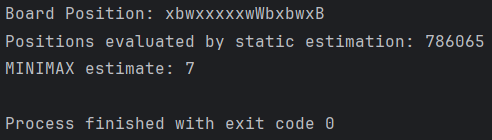 Board Position: xbwxxxxxwWbxbwxB
Positions evaluated by static estimation: 786065
MINIMAX estimate: 7
Process finished with exit code 0